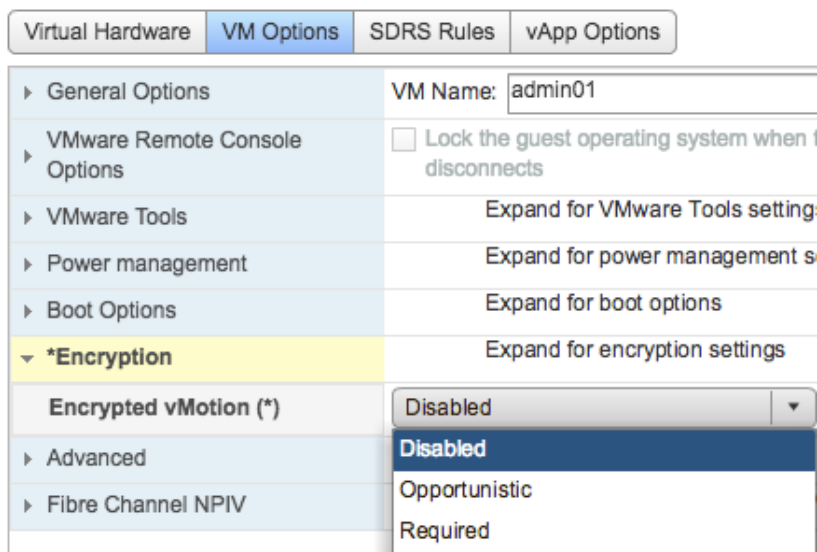 Virtual Hardware VM Options SDRS Rules vApp Options
General Options VM Name: admin01
VMware Remote Console Options Lock the guest operating system when
disconnects
VMware Tools Expand for VMware Tools setting
Power management Expand for power management
Boot Options Expand for boot options
*Encryption Expand for encryption settings
Encrypted vMotion (*) Disabled
Disabled
Advanced
Opportunistic
Fibre Channel NPIV
Required